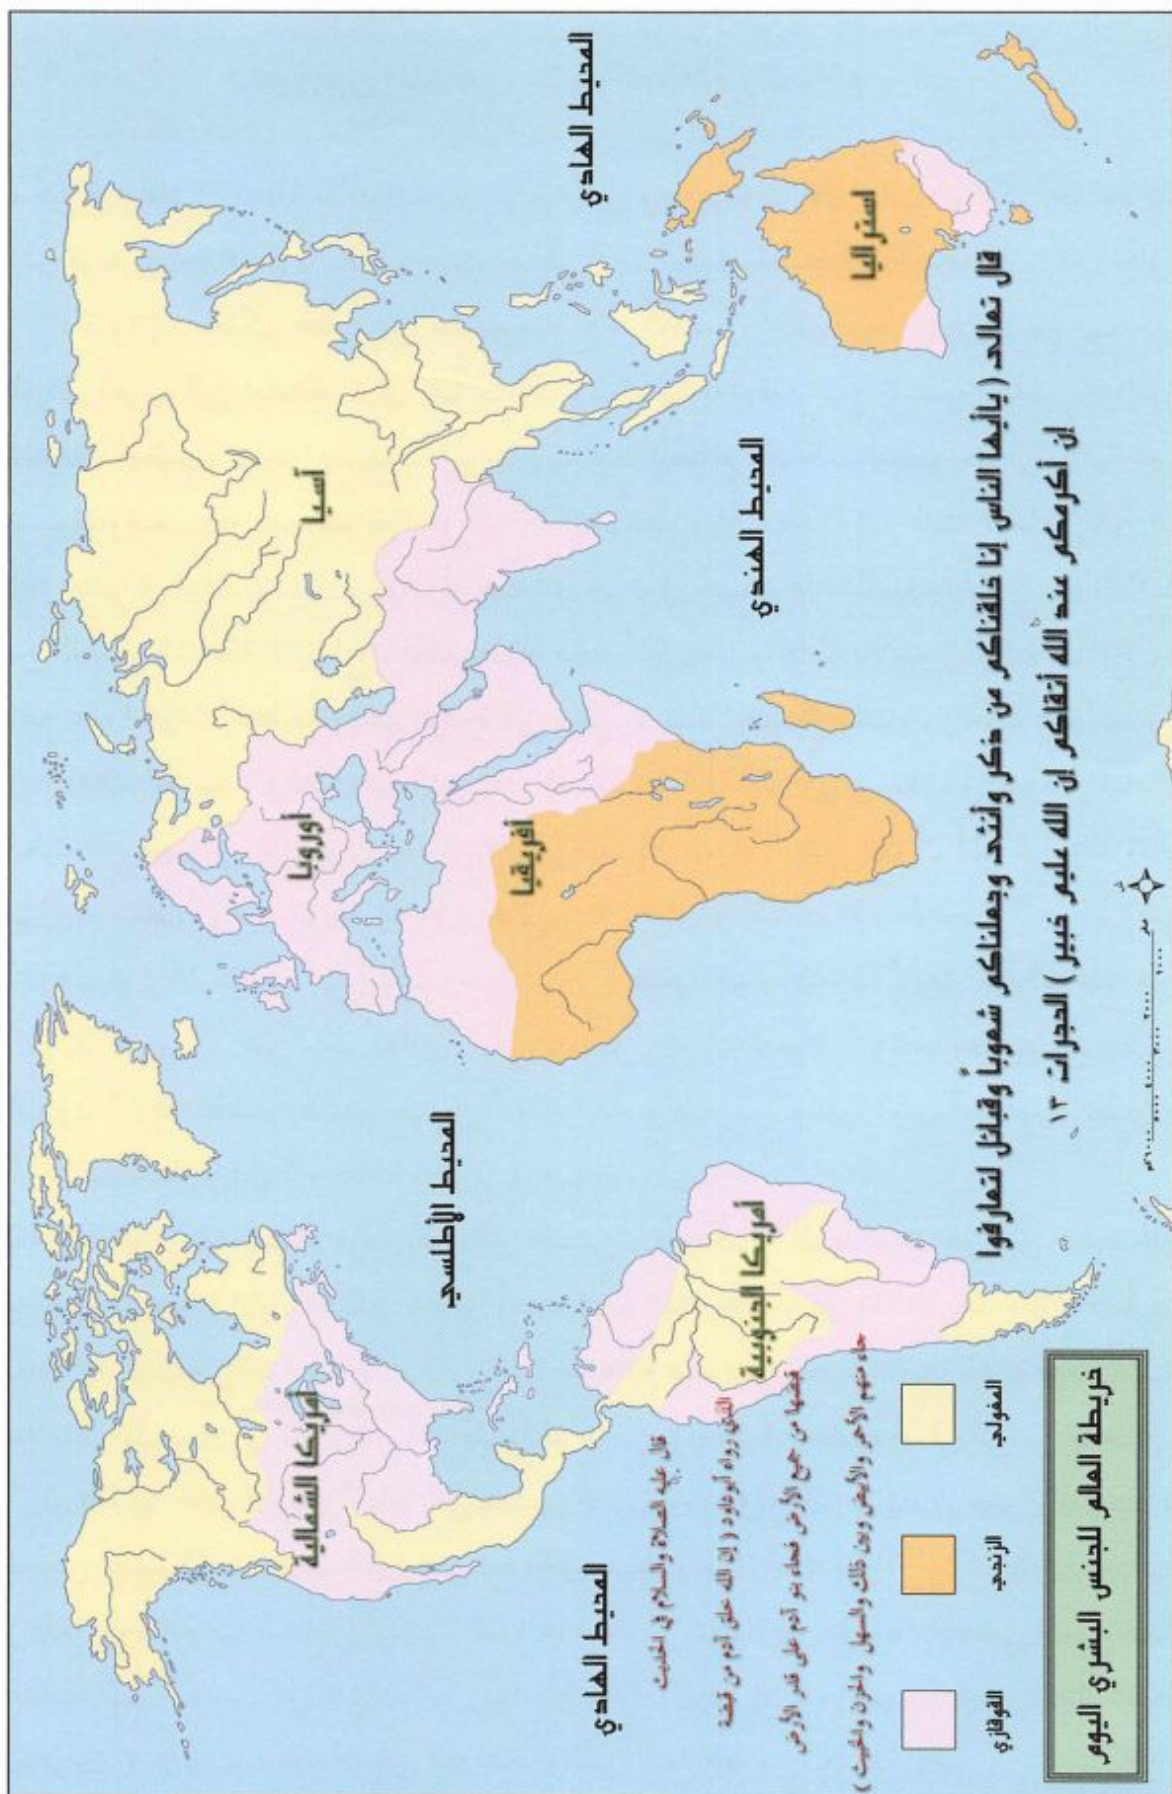 المحيط الهادي
آسيا
أوروبا
أفريقيا
استراليا
المحيط الهندي
المحيط الأطلسي
أمريكا الشمالية
أمريكا الجنوبية
المحيط الهادي
قال تعالى ( يا أيها الناس إنا خلقناكم من ذكر وأنثى وجعلناكم شعوباً وقبائل لتعارفوا
إن أكرمكم عند الله أتقاكم إن الله عليم خبير ) الحجرات ١٣
قال عليه الصلاة والسلام في الحديث
الذي رواه أبوداود ( إن الله خلق آدم من قبضة
قبضها من جميع الأرض فجاء بنو آدم على قدر الأرض
جاء منهم الأحمر والأبيض وبين ذلك والسهل والحزن والخبيث )
المغولي
الزنجي
القوقازي
خريطة العالم للجنس البشري اليوم